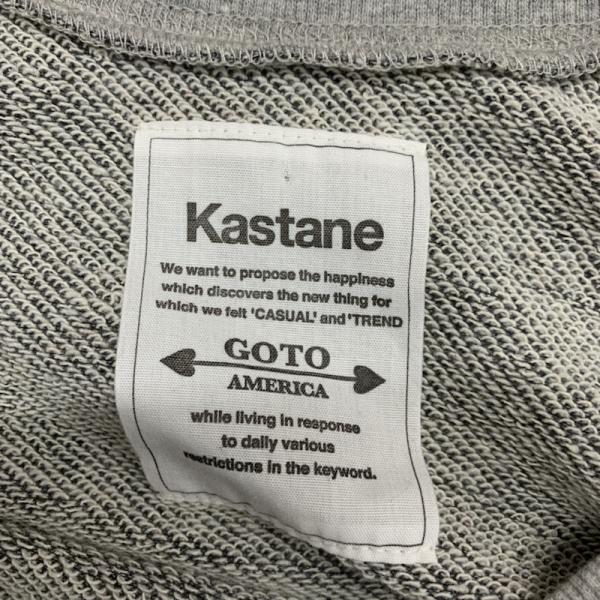 Kastane
We want to propose the happiness
which discovers the new thing for
which we felt 'CASUAL' and 'TREND
GOTO
AMERICA
while living in response
to daily various
restrictions in the keyword.